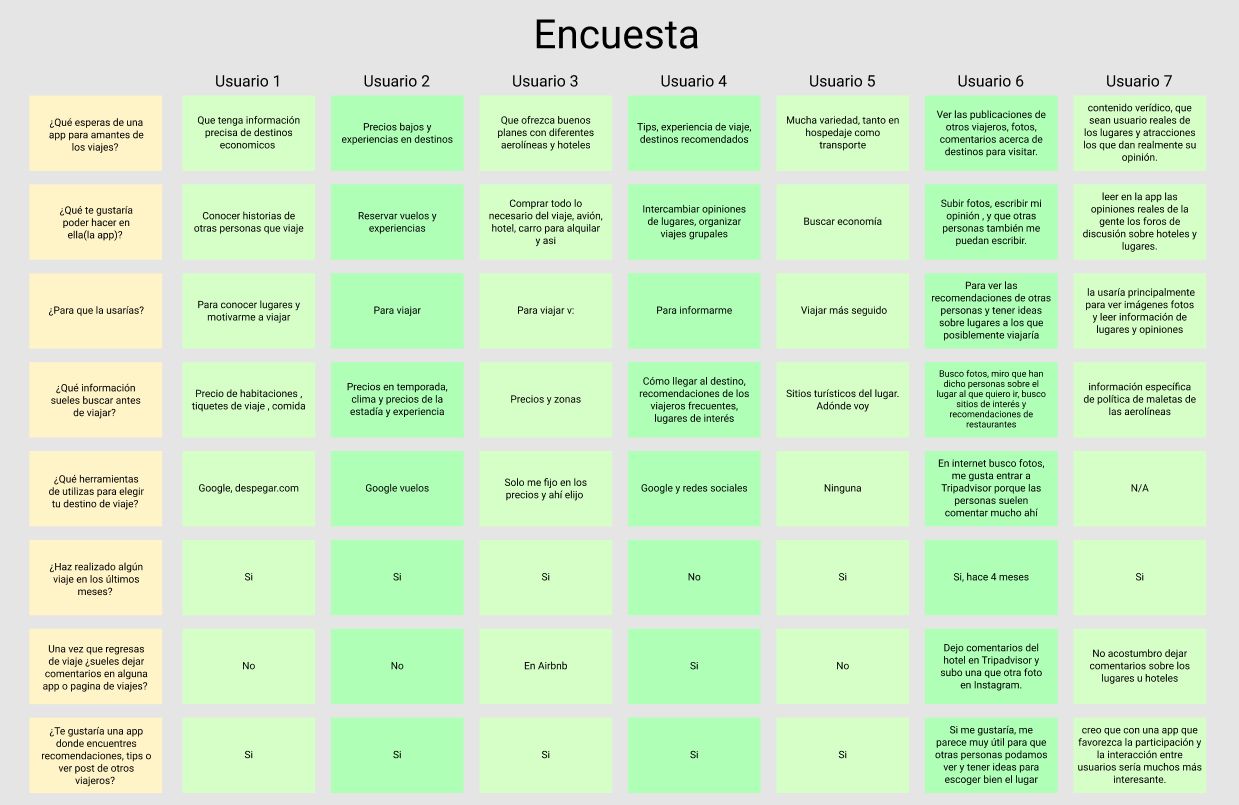 Encuesta
Usuario 1
Usuario 2
Usuario 3
Usuario 4
Usuario 5
Usuario 6
Usuario 7
¿Qué esperas de una
app para amantes de
los viajes?
Que tenga información
precisa de destinos
economicos
Precios bajos y
experiencias en destinos
Que ofrezca buenos
planes con diferentes
aerolíneas y hoteles
Tips, experiencia de viaje,
destinos recomendados
Mucha variedad, tanto en
hospedaje como
transporte
Ver las publicaciones de
otros viajeros, fotos,
comentarios acerca de
destinos para visitar.
contenido verídico, que
sean usuario reales de
los lugares y atracciones
los que dan realmente su
opinión.
¿Qué te gustaría
poder hacer en
ella(la app)?
Conocer historias de
otras personas que viaje
Reservar vuelos y
experiencias
Comprar todo lo
necesario del viaje, avión,
hotel, carro para alquilar
y asi
Intercambiar opiniones
de lugares, organizar
viajes grupales
Buscar economía
Subir fotos, escribir mi
opinión , y que otras
personas también me
puedan escribir.
leer en la app las
opiniones reales de la
gente los foros de
discusión sobre hoteles y
lugares.
¿Para que la usarías?
Para conocer lugares y
motivarme a viajar
Para viajar
Para viajar v:
Para informarme
Viajar más seguido
Para ver las
recomendaciones de otras
personas y tener ideas
sobre lugares a los que
posiblemente viajaría
la usaría principalmente
para ver imágenes fotos
y leer información de
lugares y opiniones
¿Qué información
sueles buscar antes
de viajar?
Precio de habitaciones ,
tiquetes de viaje , comida
Precios en temporada,
clima y precios de la
estadía y experiencia
Precios y zonas
Cómo llegar al destino,
recomendaciones de los
viajeros frecuentes,
lugares de interés
Sitios turísticos del lugar.
Adónde voy
Busco fotos, miro que han
dicho personas sobre el
lugar al que quiero ir, busco
sitios de interés y
recomendaciones de
restaurantes
información específica
de política de maletas de
las aerolíneas
¿Qué herramientas
de utilizas para elegir
tu destino de viaje?
Google, despegar.com
Google vuelos
Solo me fijo en los
precios y ahí elijo
Google y redes sociales
Ninguna
En internet busco fotos,
me gusta entrar a
Tripadvisor porque las
personas suelen
comentar mucho ahí
N/A
¿Haz realizado algún
viaje en los últimos
meses?
Si
Si
Si
No
Si
Si, hace 4 meses
Si
Una vez que regresas
de viaje ¿sueles dejar
comentarios en alguna
app o pagina de viajes?
No
No
En Airbnb
Si
No
Dejo comentarios del
hotel en Tripadvisor y
subo una que otra foto
en Instagram.
No acostumbro dejar
comentarios sobre los
lugares u hoteles
¿Te gustaría una app
donde encuentres
recomendaciones, tips o
ver post de otros
viajeros?
Si
Si
Si
Si
Si
Si me gustaría, me
parece muy útil para que
otras personas podamos
ver y tener ideas para
escoger bien el lugar
creo que con una app que
favorezca la participación y
la interacción entre
usuarios sería muchos más
interesante.